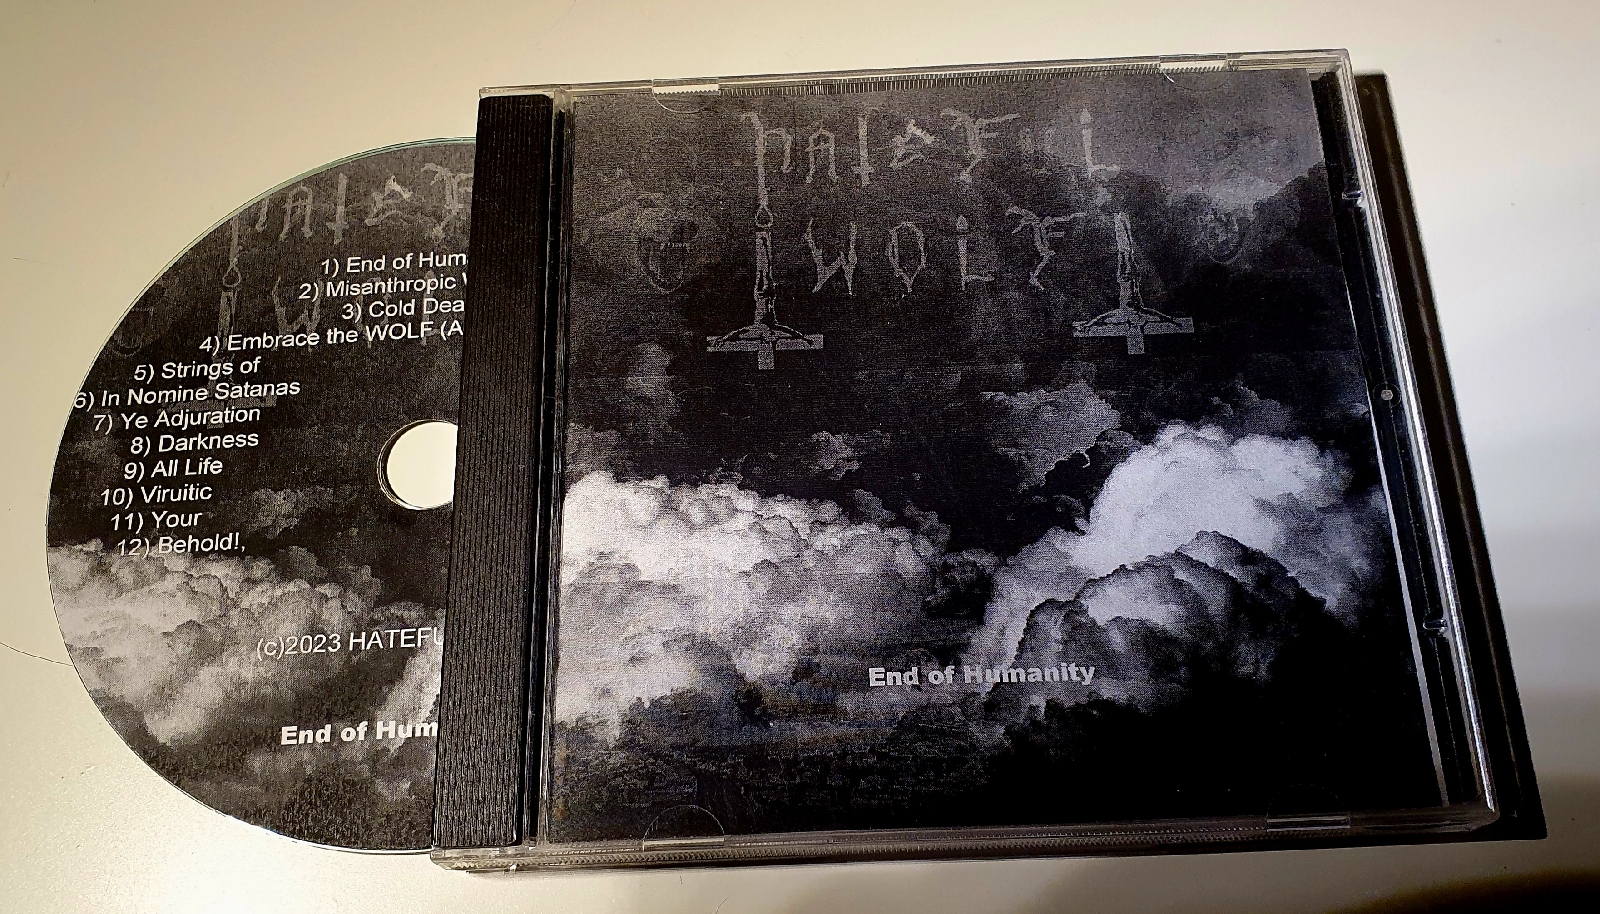 HATEF
1) End of Hum
2) Misanthropic
3) Cold Dea
4) Embrace the WOLF (A
5) Strings of
6) In Nomine Satanas
7) Ye Adjuration
8) Darkness
9) All Life
10) Viruitic
11) Your
12) Behold!,
(c)2023 HATEFU
End of Hum
HATEFUL
WOLF
End of Humanity